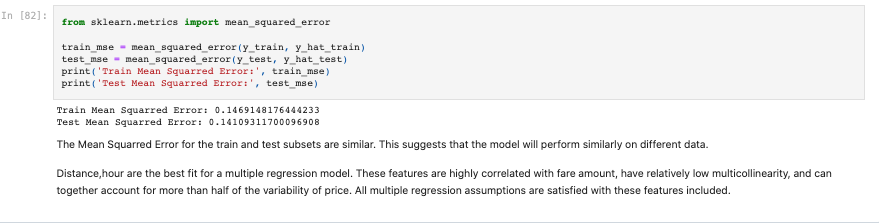 In [82]:
from sklearn.metrics import mean_squared_error
train_mse = mean_squared_error(y_train, y_hat_train)
test_mse = mean_squared_error(y_test, y_hat_test)
print('Train Mean Squarred Error:', train_mse)
print('Test Mean Squarred Error:', test_mse)
Train Mean Squarred Error: 0.1469148176444233
Test Mean Squarred Error: 0.14109311700096908
The Mean Squarred Error for the train and test subsets are similar. This suggests that the model will perform similarly on different data.
Distance,hour are the best fit for a multiple regression model. These features are highly correlated with fare amount, have relatively low multicollinearity, and can
together account for more than half of the variability of price. All multiple regression assumptions are satisfied with these features included.